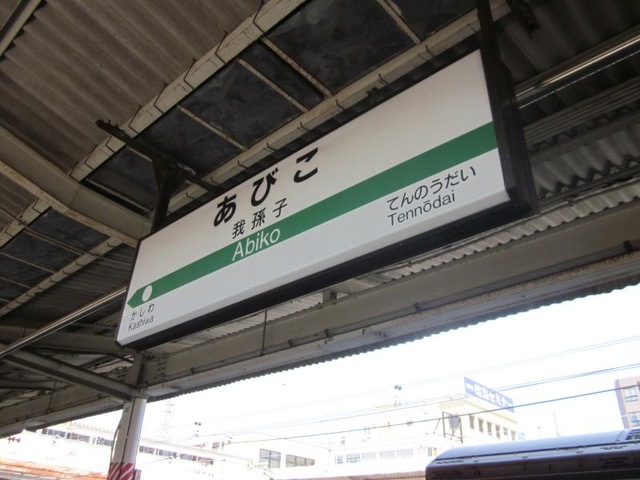 あびこ
我孫子
Abiko
かしわ
Kashiwa
てんのうだい
Tennōdai